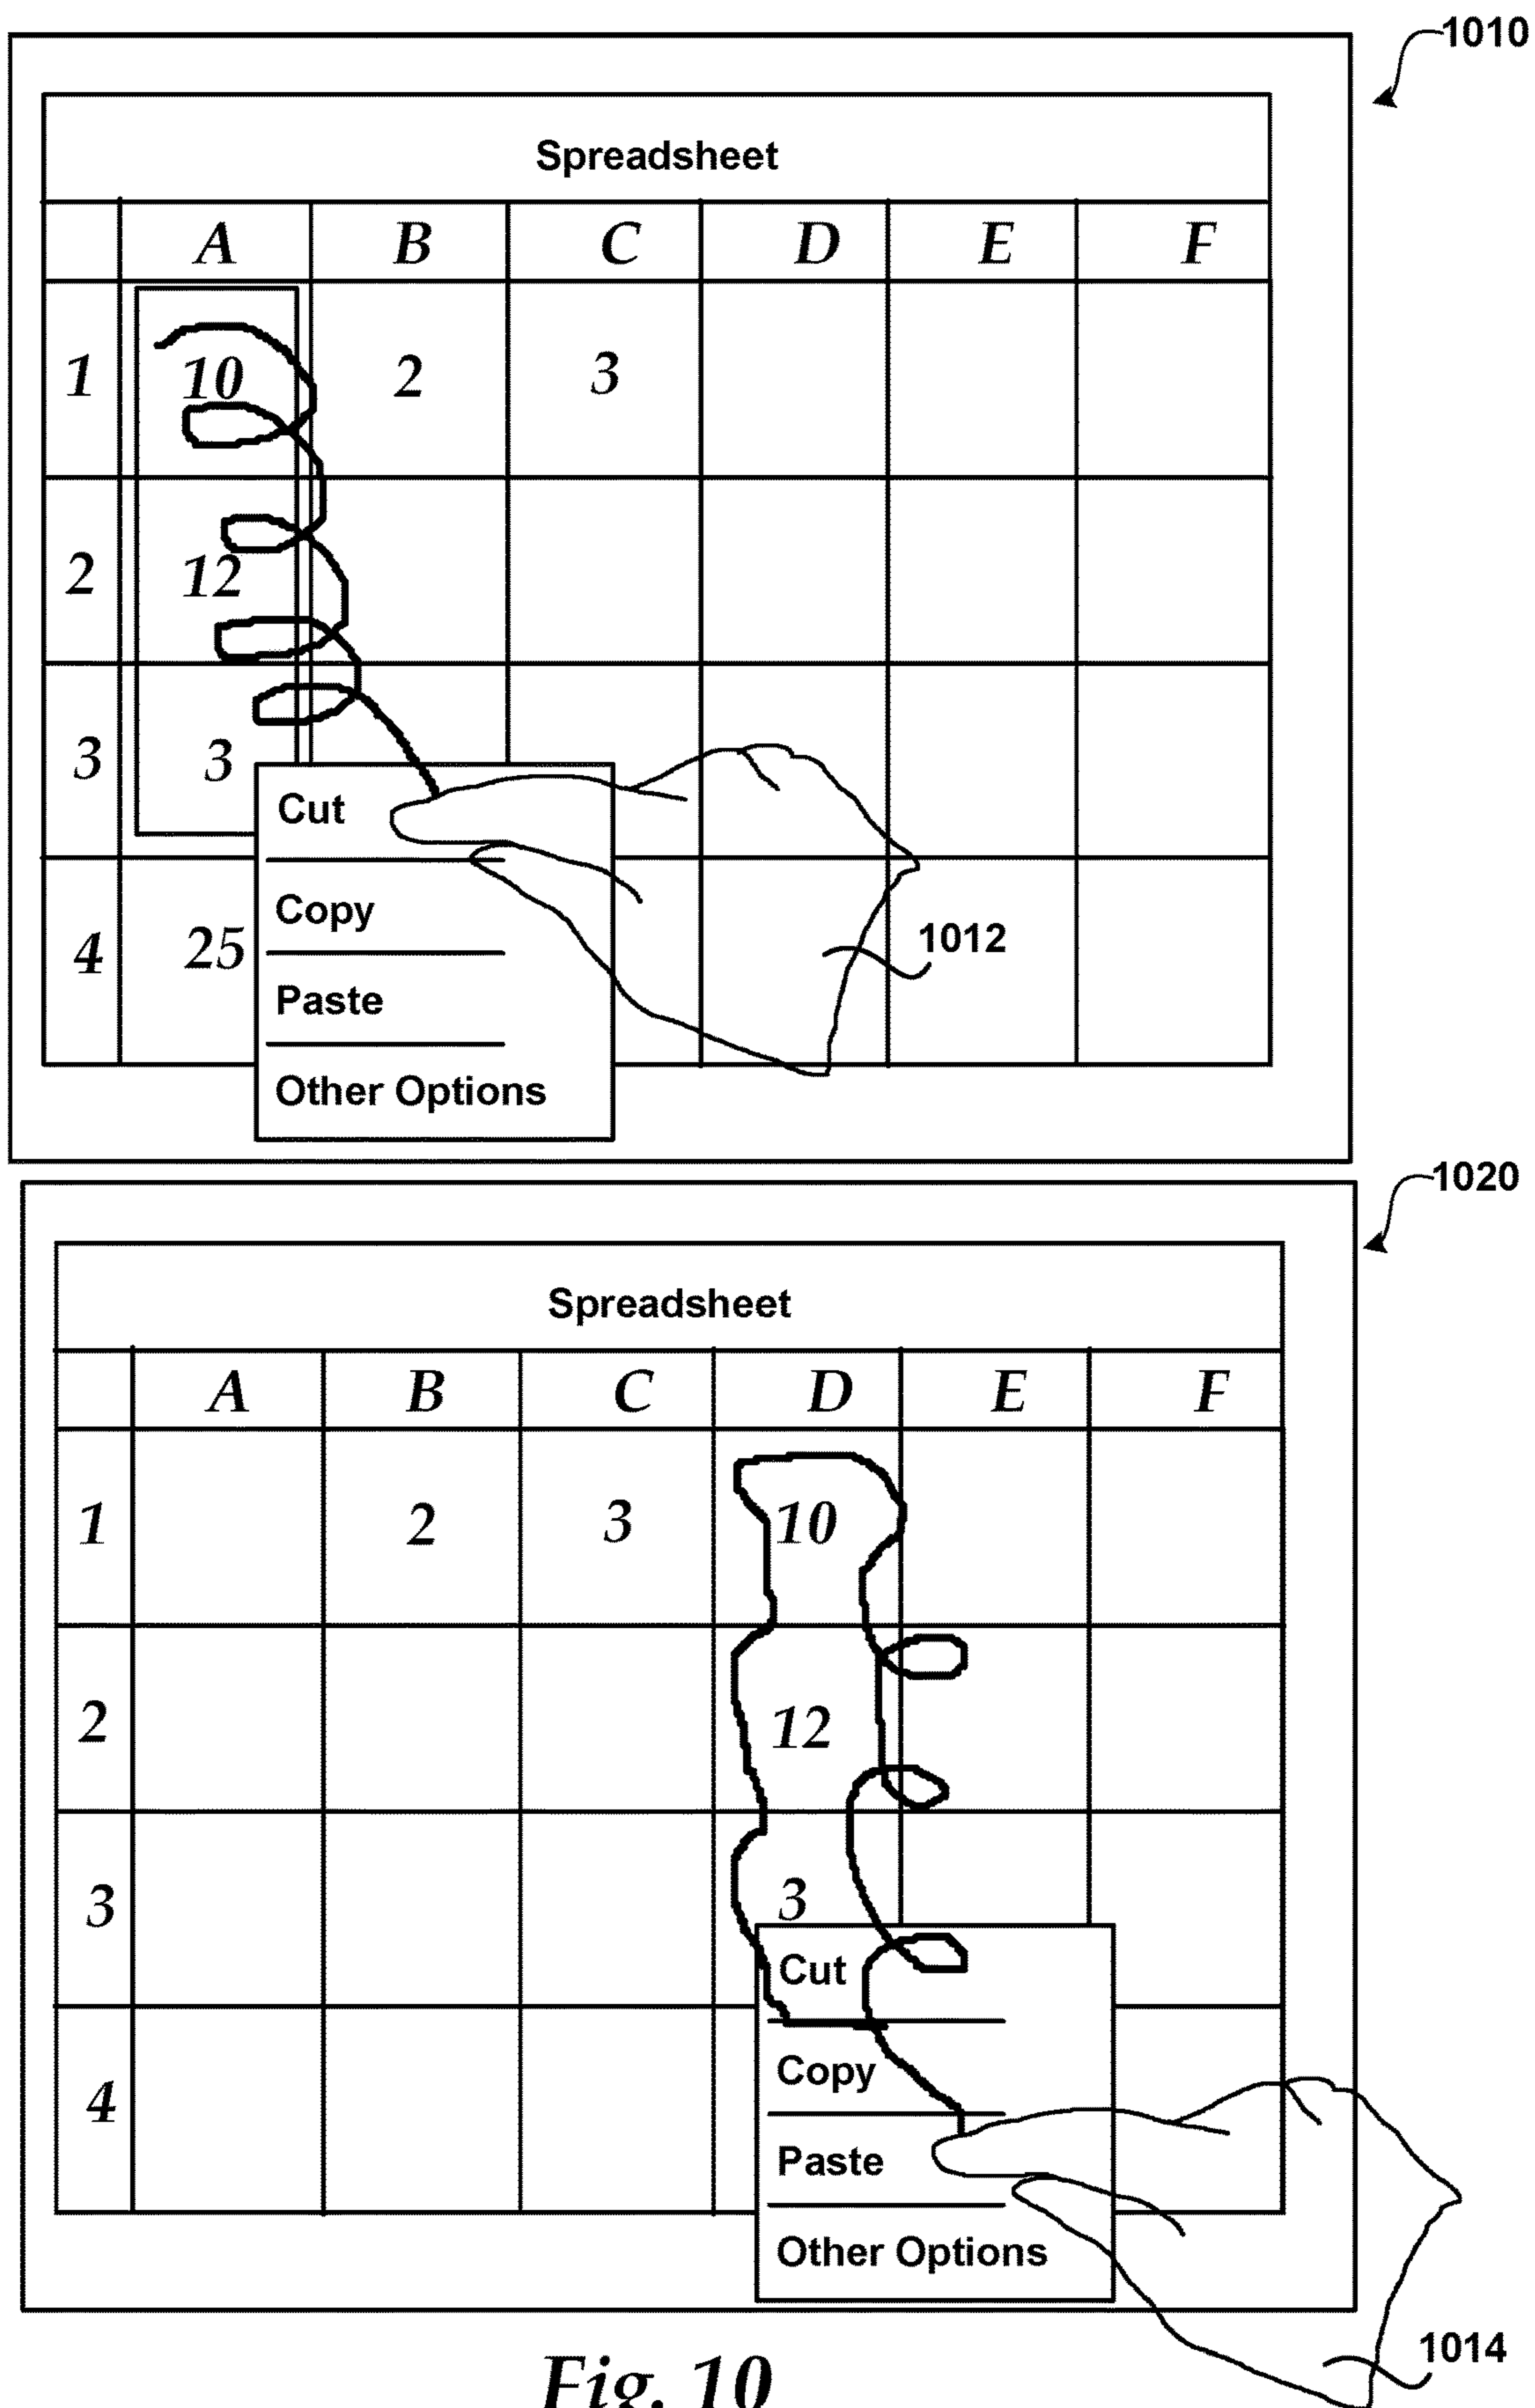 1010
Spreadsheet
A B C D E F
1 10 2 3
2 12
3 3
Cut
4 25
Copy
1012
Paste
Other Options
1020
Spreadsheet
A B C D E F
1 2 3 10
2 12
3 3
Cut
Copy
4
Paste
Other Options
1014
Fig. 10